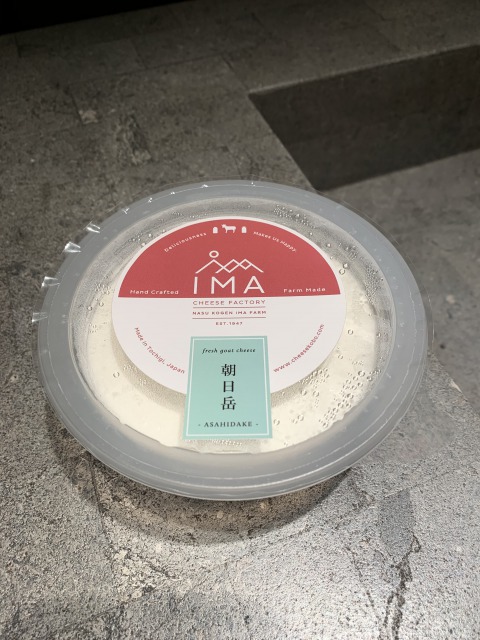 Deliciousness Makes Us Happy
IMA
Hand Crafted
Farm Made
CHEESE FACTORY
NASU KOGEN IMA FARM
EST.1947
Made in Tochigi, Japan
www.cheesekobo.com
fresh goat cheese
朝日岳
- ASAHIDAKE -